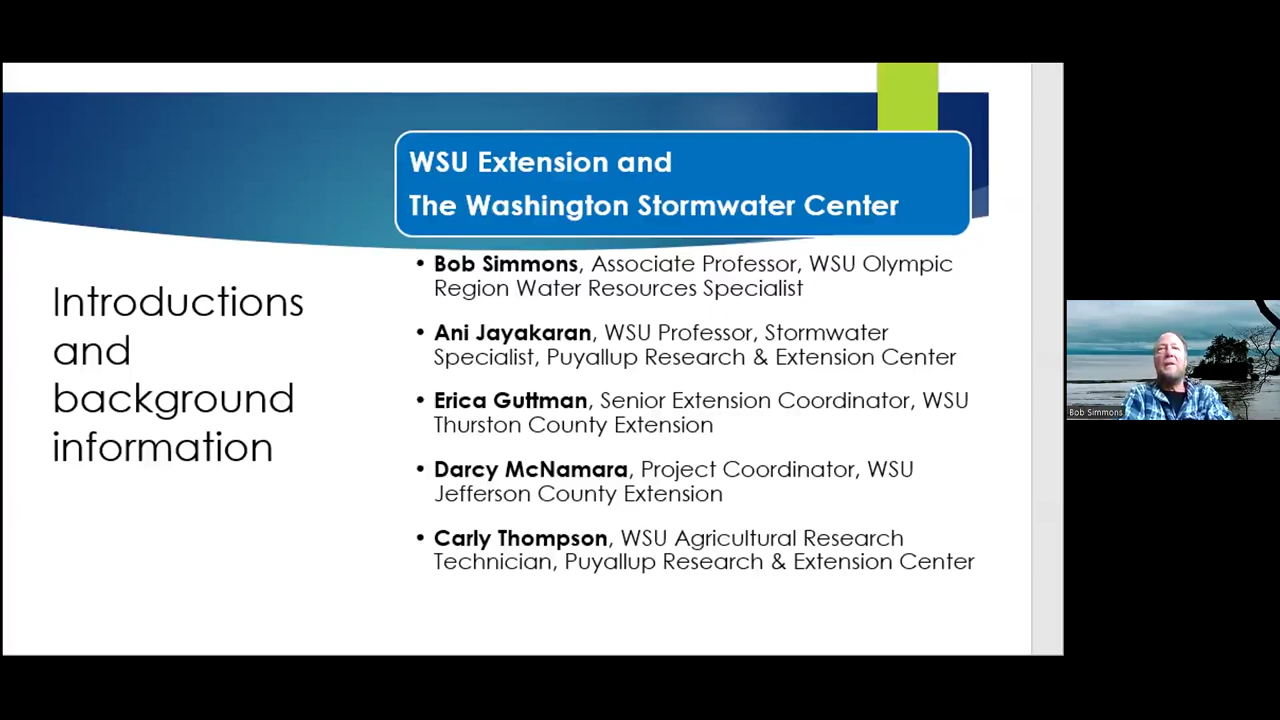 WSU Extension and
The Washington Stormwater Center
Introductions
and
background
information
• Bob Simmons, Associate Professor, WSU Olympic
Region Water Resources Specialist
• Ani Jayakaran, WSU Professor, Stormwater
Specialist, Puyallup Research & Extension Center
• Erica Guttman, Senior Extension Coordinator, WSU
Thurston County Extension
• Darcy McNamara, Project Coordinator, WSU
Jefferson County Extension
• Carly Thompson, WSU Agricultural Research
Technician, Puyallup Research & Extension Center
Bob Simmons